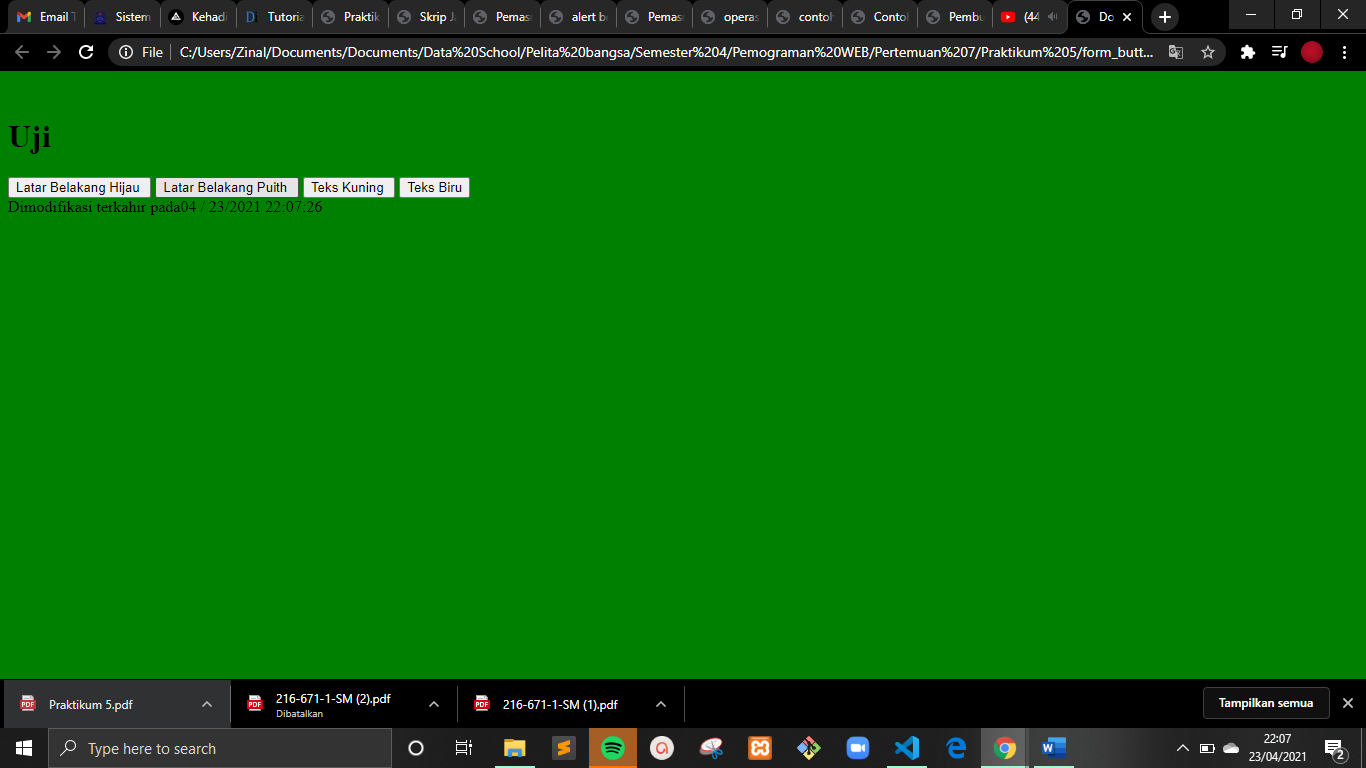 Email T
Sistem
Kehadi
Tutoria
Praktik
Skrip Ja
Pemas
alert bo
Pemas
operas
contoh
Contol
Pembu
(44
Do
File
C:/Users/Zinal/Documents/Documents/Data%20School/Pelita%20bangsa/Semester%204/Pemograman%20WEB/Pertemuan%207/Praktikum%205/form_butt...
Uji
Latar Belakang Hijau Latar Belakang Puith Teks Kuning Teks Biru
Dimodifikasi terkahir pada04 / 23/2021 22:07:26
Praktikum 5.pdf
216-671-1-SM (2).pdf
Dibatalkan
216-671-1-SM (1).pdf
Tampilkan semua
Type here to search
22:07
23/04/2021
2